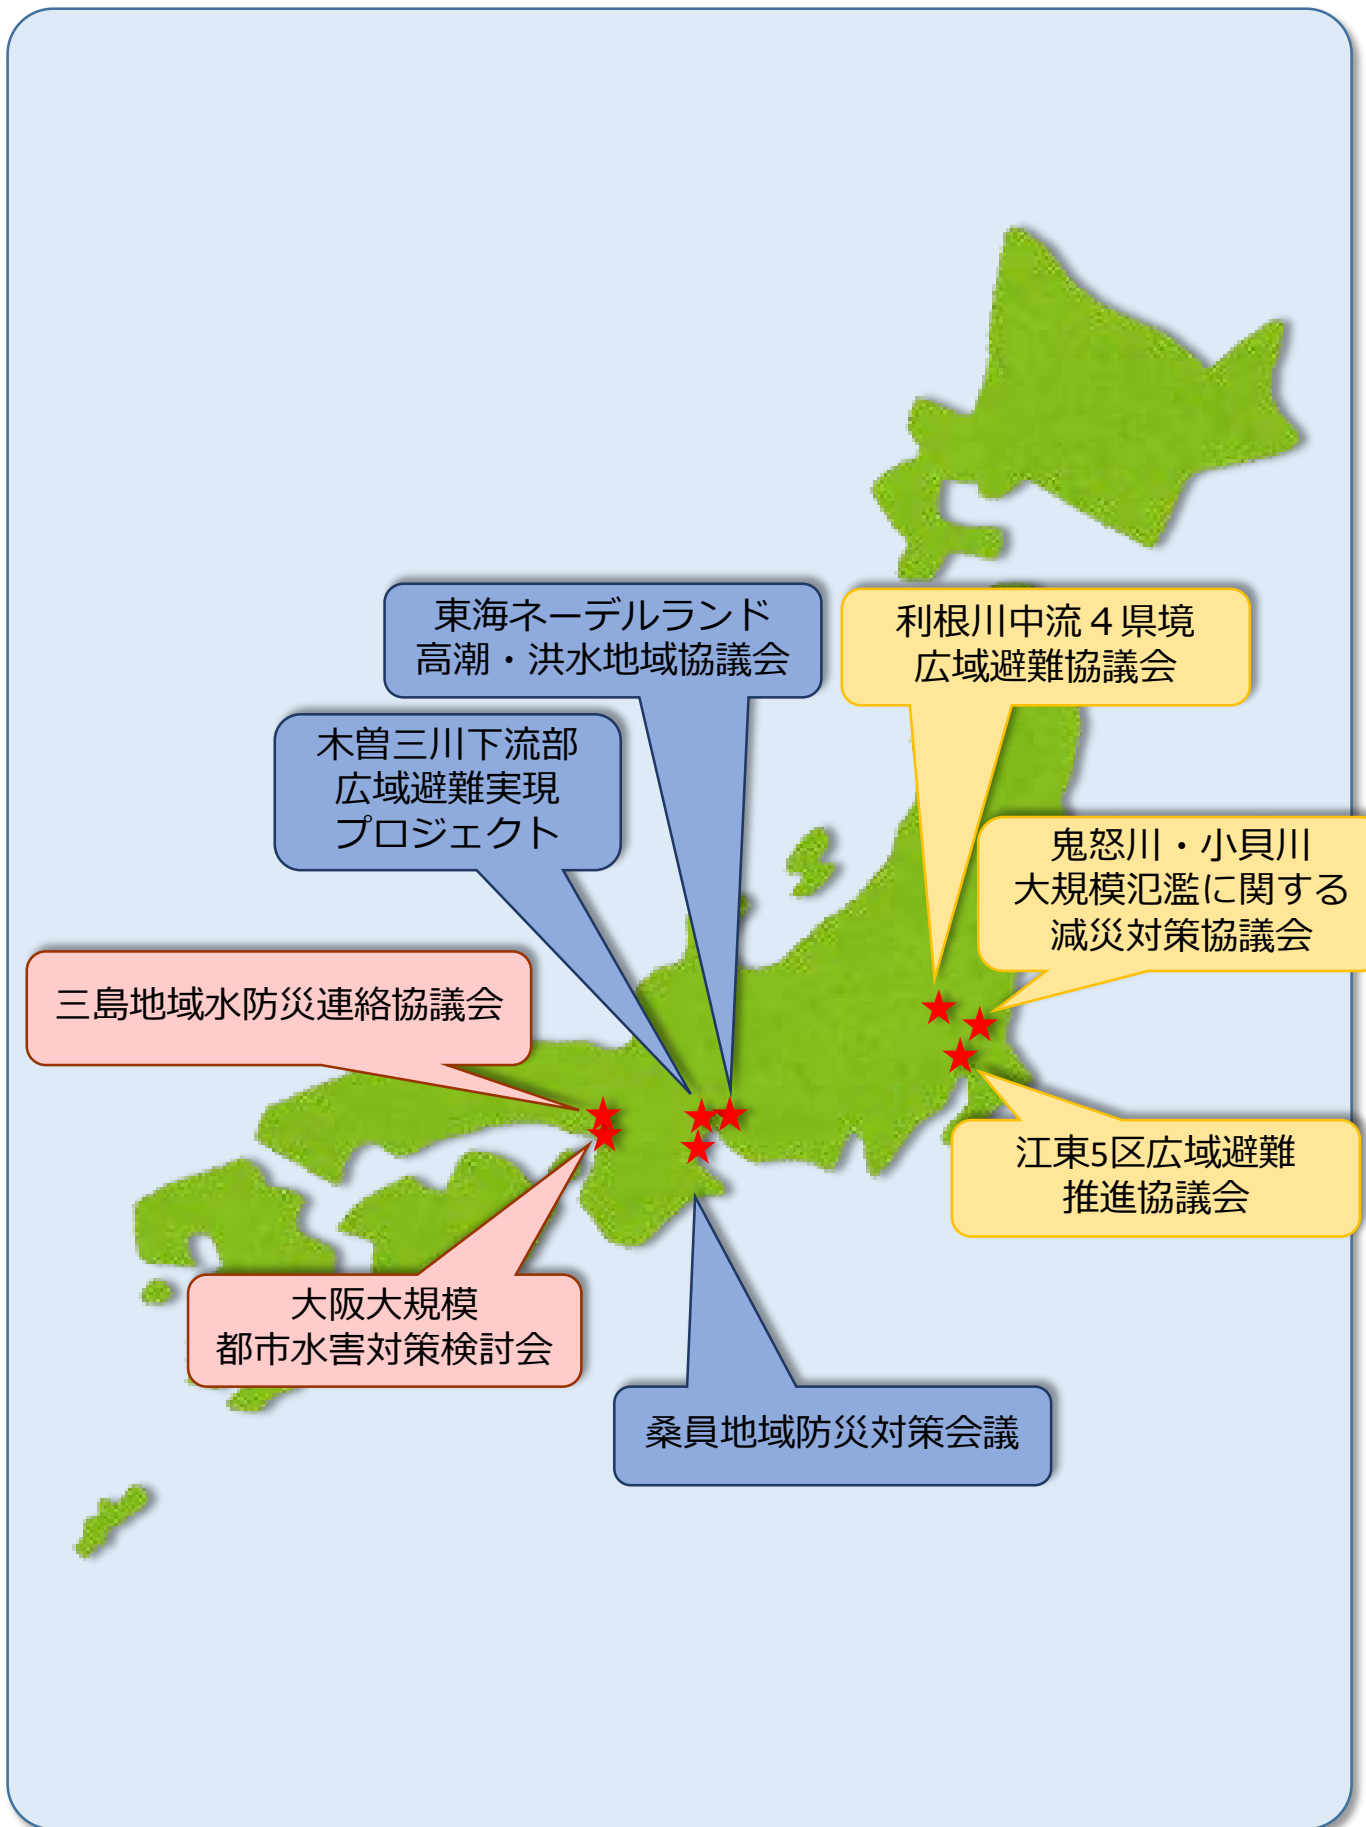 東海ネーデルランド
高潮・洪水地域協議会
利根川中流４県境
広域避難協議会
木曽三川下流部
広域避難実現
プロジェクト
鬼怒川・小貝川
大規模氾濫に関する
減災対策協議会
三島地域水防災連絡協議会
江東5区広域避難
推進協議会
大阪大規模
都市水害対策検討会
桑員地域防災対策会議